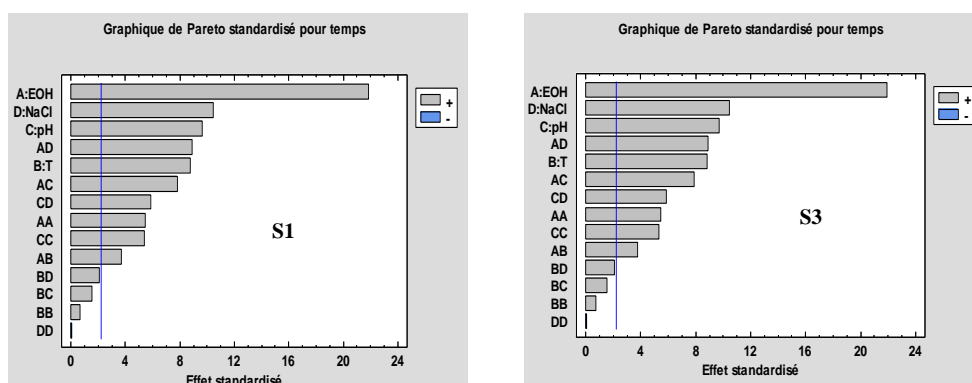 Graphique de Pareto standardisé pour temps
A:EOH
D:NaCl
C:pH
AD
B:T
AC
CD
AA
CC
AB
BD
BC
BB
DD
S1
+
-
0 4 8 12 16 20 24
Effet standardisé
Graphique de Pareto standardisé pour temps
A:EOH
D:NaCl
C:pH
AD
B:T
AC
CD
AA
CC
AB
BD
BC
BB
DD
S3
+
-
0 4 8 12 16 20 24
Effet standardisé